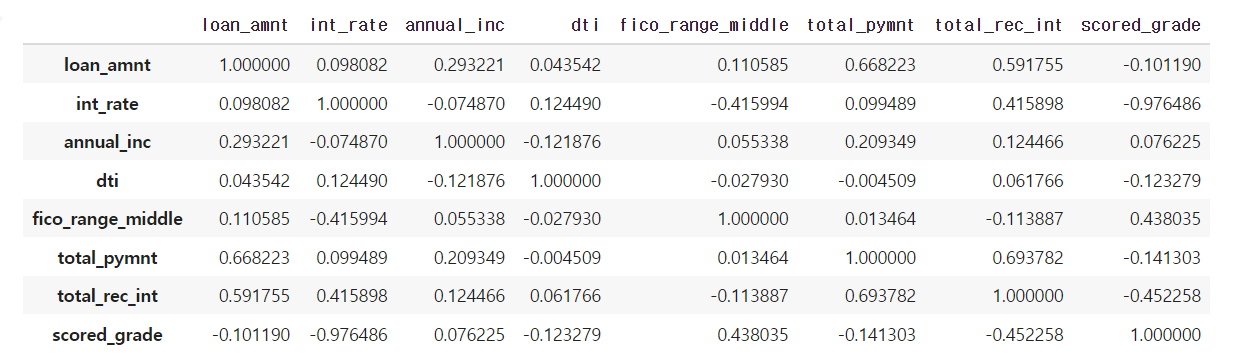 loan_amnt int_rate annual_inc dti fico_range_middle total_pymnt total_rec_int scored_grade
loan_amnt 1.000000 0.098082 0.293221 0.043542 0.110585 0.668223 0.591755 -0.101190
int_rate 0.098082 1.000000 -0.074870 0.124490 -0.415994 0.099489 0.415898 -0.976486
annual_inc 0.293221 -0.074870 1.000000 -0.121876 0.055338 0.209349 0.124466 0.076225
dti 0.043542 0.124490 -0.121876 1.000000 -0.027930 -0.004509 0.061766 -0.123279
fico_range_middle 0.110585 -0.415994 0.055338 -0.027930 1.000000 0.013464 -0.113887 0.438035
total_pymnt 0.668223 0.099489 0.209349 -0.004509 0.013464 1.000000 0.693782 -0.141303
total_rec_int 0.591755 0.415898 0.124466 0.061766 -0.113887 0.693782 1.000000 -0.452258
scored_grade -0.101190 -0.976486 0.076225 -0.123279 0.438035 -0.141303 -0.452258 1.000000